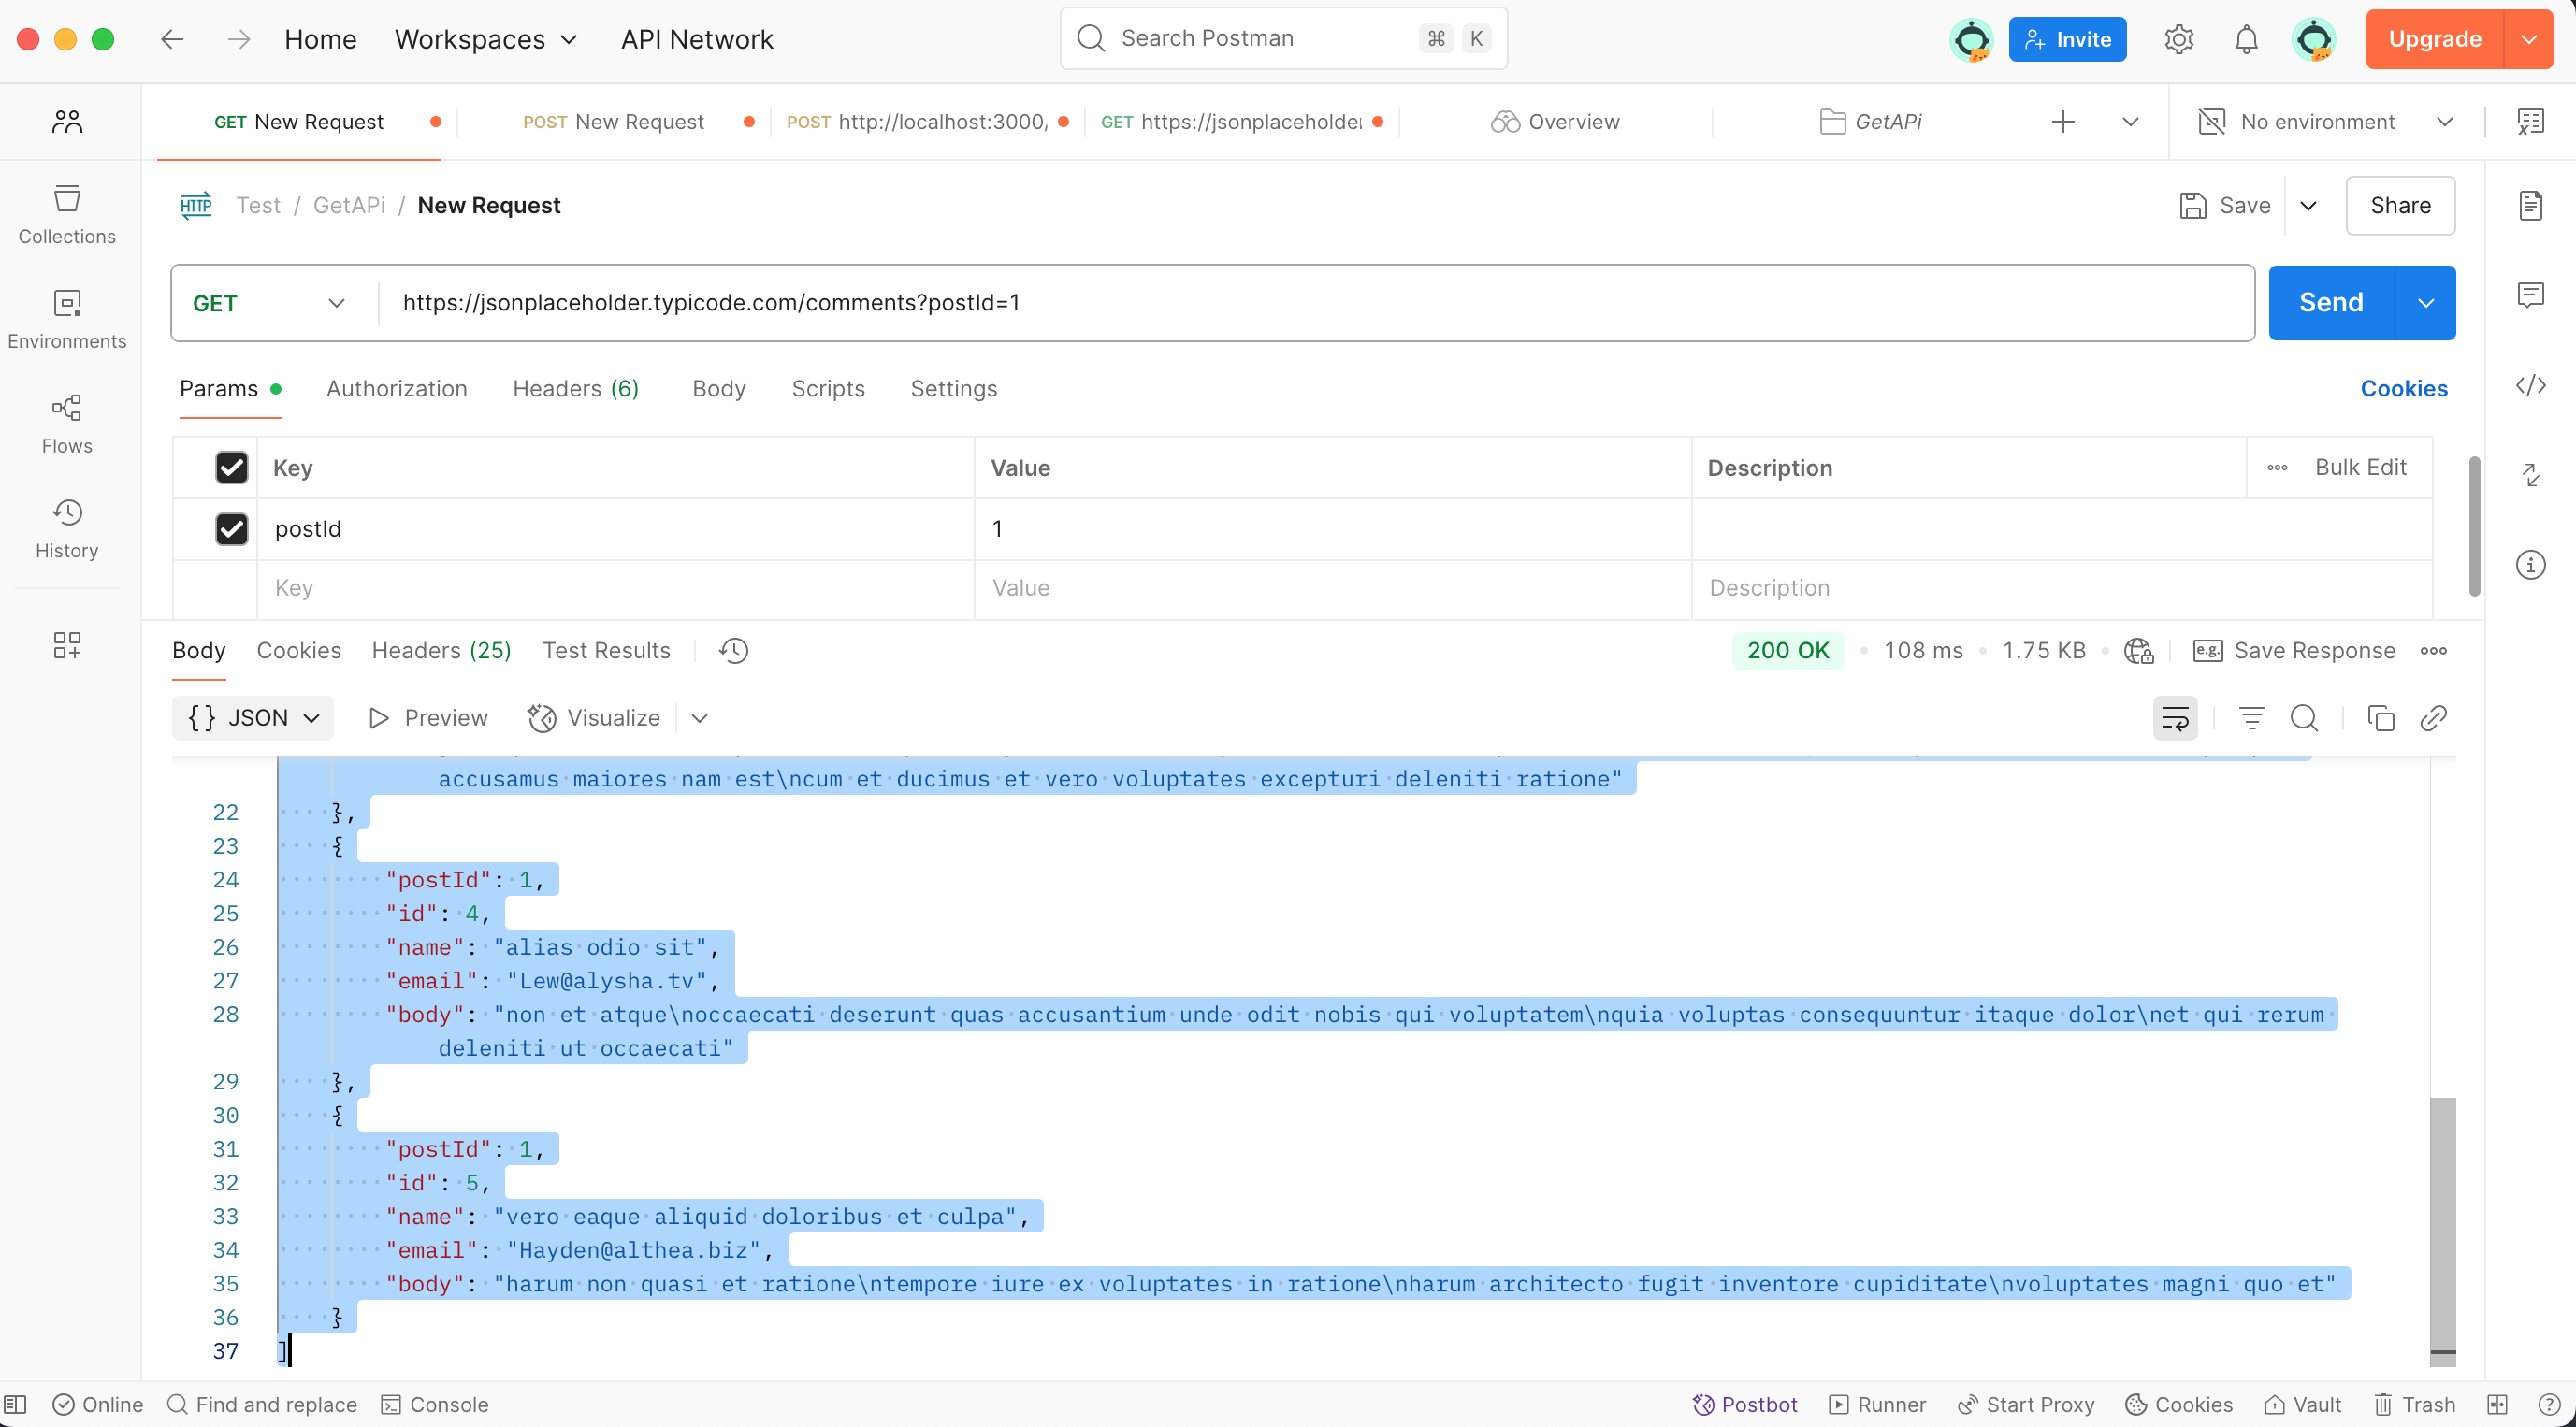 Home Workspaces API Network Search Postman ⌘ K Invite Upgrade
GET New Request POST New Request POST http://localhost:3000, GET https://jsonplaceholde Overview GetAPi No environment
HTTP Test / GetAPi / New Request Save Share
GET https://jsonplaceholder.typicode.com/comments?postId=1 Send
Params Authorization Headers (6) Body Scripts Settings Cookies
Key Value Description Bulk Edit
postId 1
Key Value Description
Collections
Environments
Flows
History
Body Cookies Headers (25) Test Results 200 OK 108 ms 1.75 KB e.g. Save Response
{} JSON Preview Visualize
accusamus maiores nam est\ncum et ducimus et vero voluptates excepturi deleniti ratione"
22 },
23 {
24 "postId": 1,
25 "id": 4,
26 "name": "alias odio sit",
27 "email": "Lew@alysha.tv",
28 "body": "non et atque\noccaecati deserunt quas accusantium unde odit nobis qui voluptatem\nquia voluptas consequuntur itaque dolor\net qui rerum
deleniti ut occaecati"
29 },
30 {
31 "postId": 1,
32 "id": 5,
33 "name": "vero eaque aliquid doloribus et culpa",
34 "email": "Hayden@althea.biz",
35 "body": "harum non quasi et ratione\ntempore iure ex voluptates in ratione\nharum architecto fugit inventore cupiditate\nvoluptates magni quo et"
36 }
37 ]
Online Find and replace Console Postbot Runner Start Proxy Cookies Vault Trash